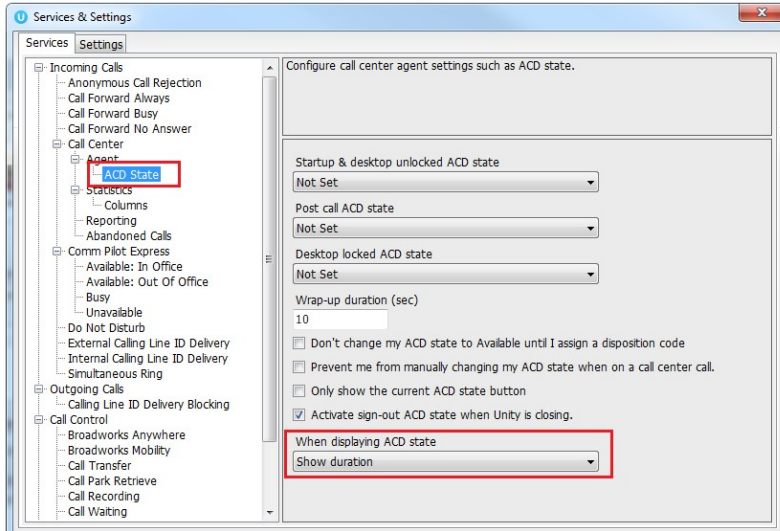 Services & Settings
Services Settings
Incoming Calls
Anonymous Call Rejection
Call Forward Always
Call Forward Busy
Call Forward No Answer
Call Center
Agent
ACD State
Statistics
Columns
Reporting
Abandoned Calls
Comm Pilot Express
Available: In Office
Available: Out Of Office
Busy
Unavailable
Do Not Disturb
External Calling Line ID Delivery
Internal Calling Line ID Delivery
Simultaneous Ring
Outgoing Calls
Calling Line ID Delivery Blocking
Call Control
Broadworks Anywhere
Broadworks Mobility
Call Transfer
Call Park Retrieve
Call Recording
Call Waiting
Configure call center agent settings such as ACD state.
Startup & desktop unlocked ACD state
Not Set
Post call ACD state
Not Set
Desktop locked ACD state
Not Set
Wrap-up duration (sec)
10
Don't change my ACD state to Available until I assign a disposition code
Prevent me from manually changing my ACD state when on a call center call.
Only show the current ACD state button
Activate sign-out ACD state when Unity is closing.
When displaying ACD state
Show duration